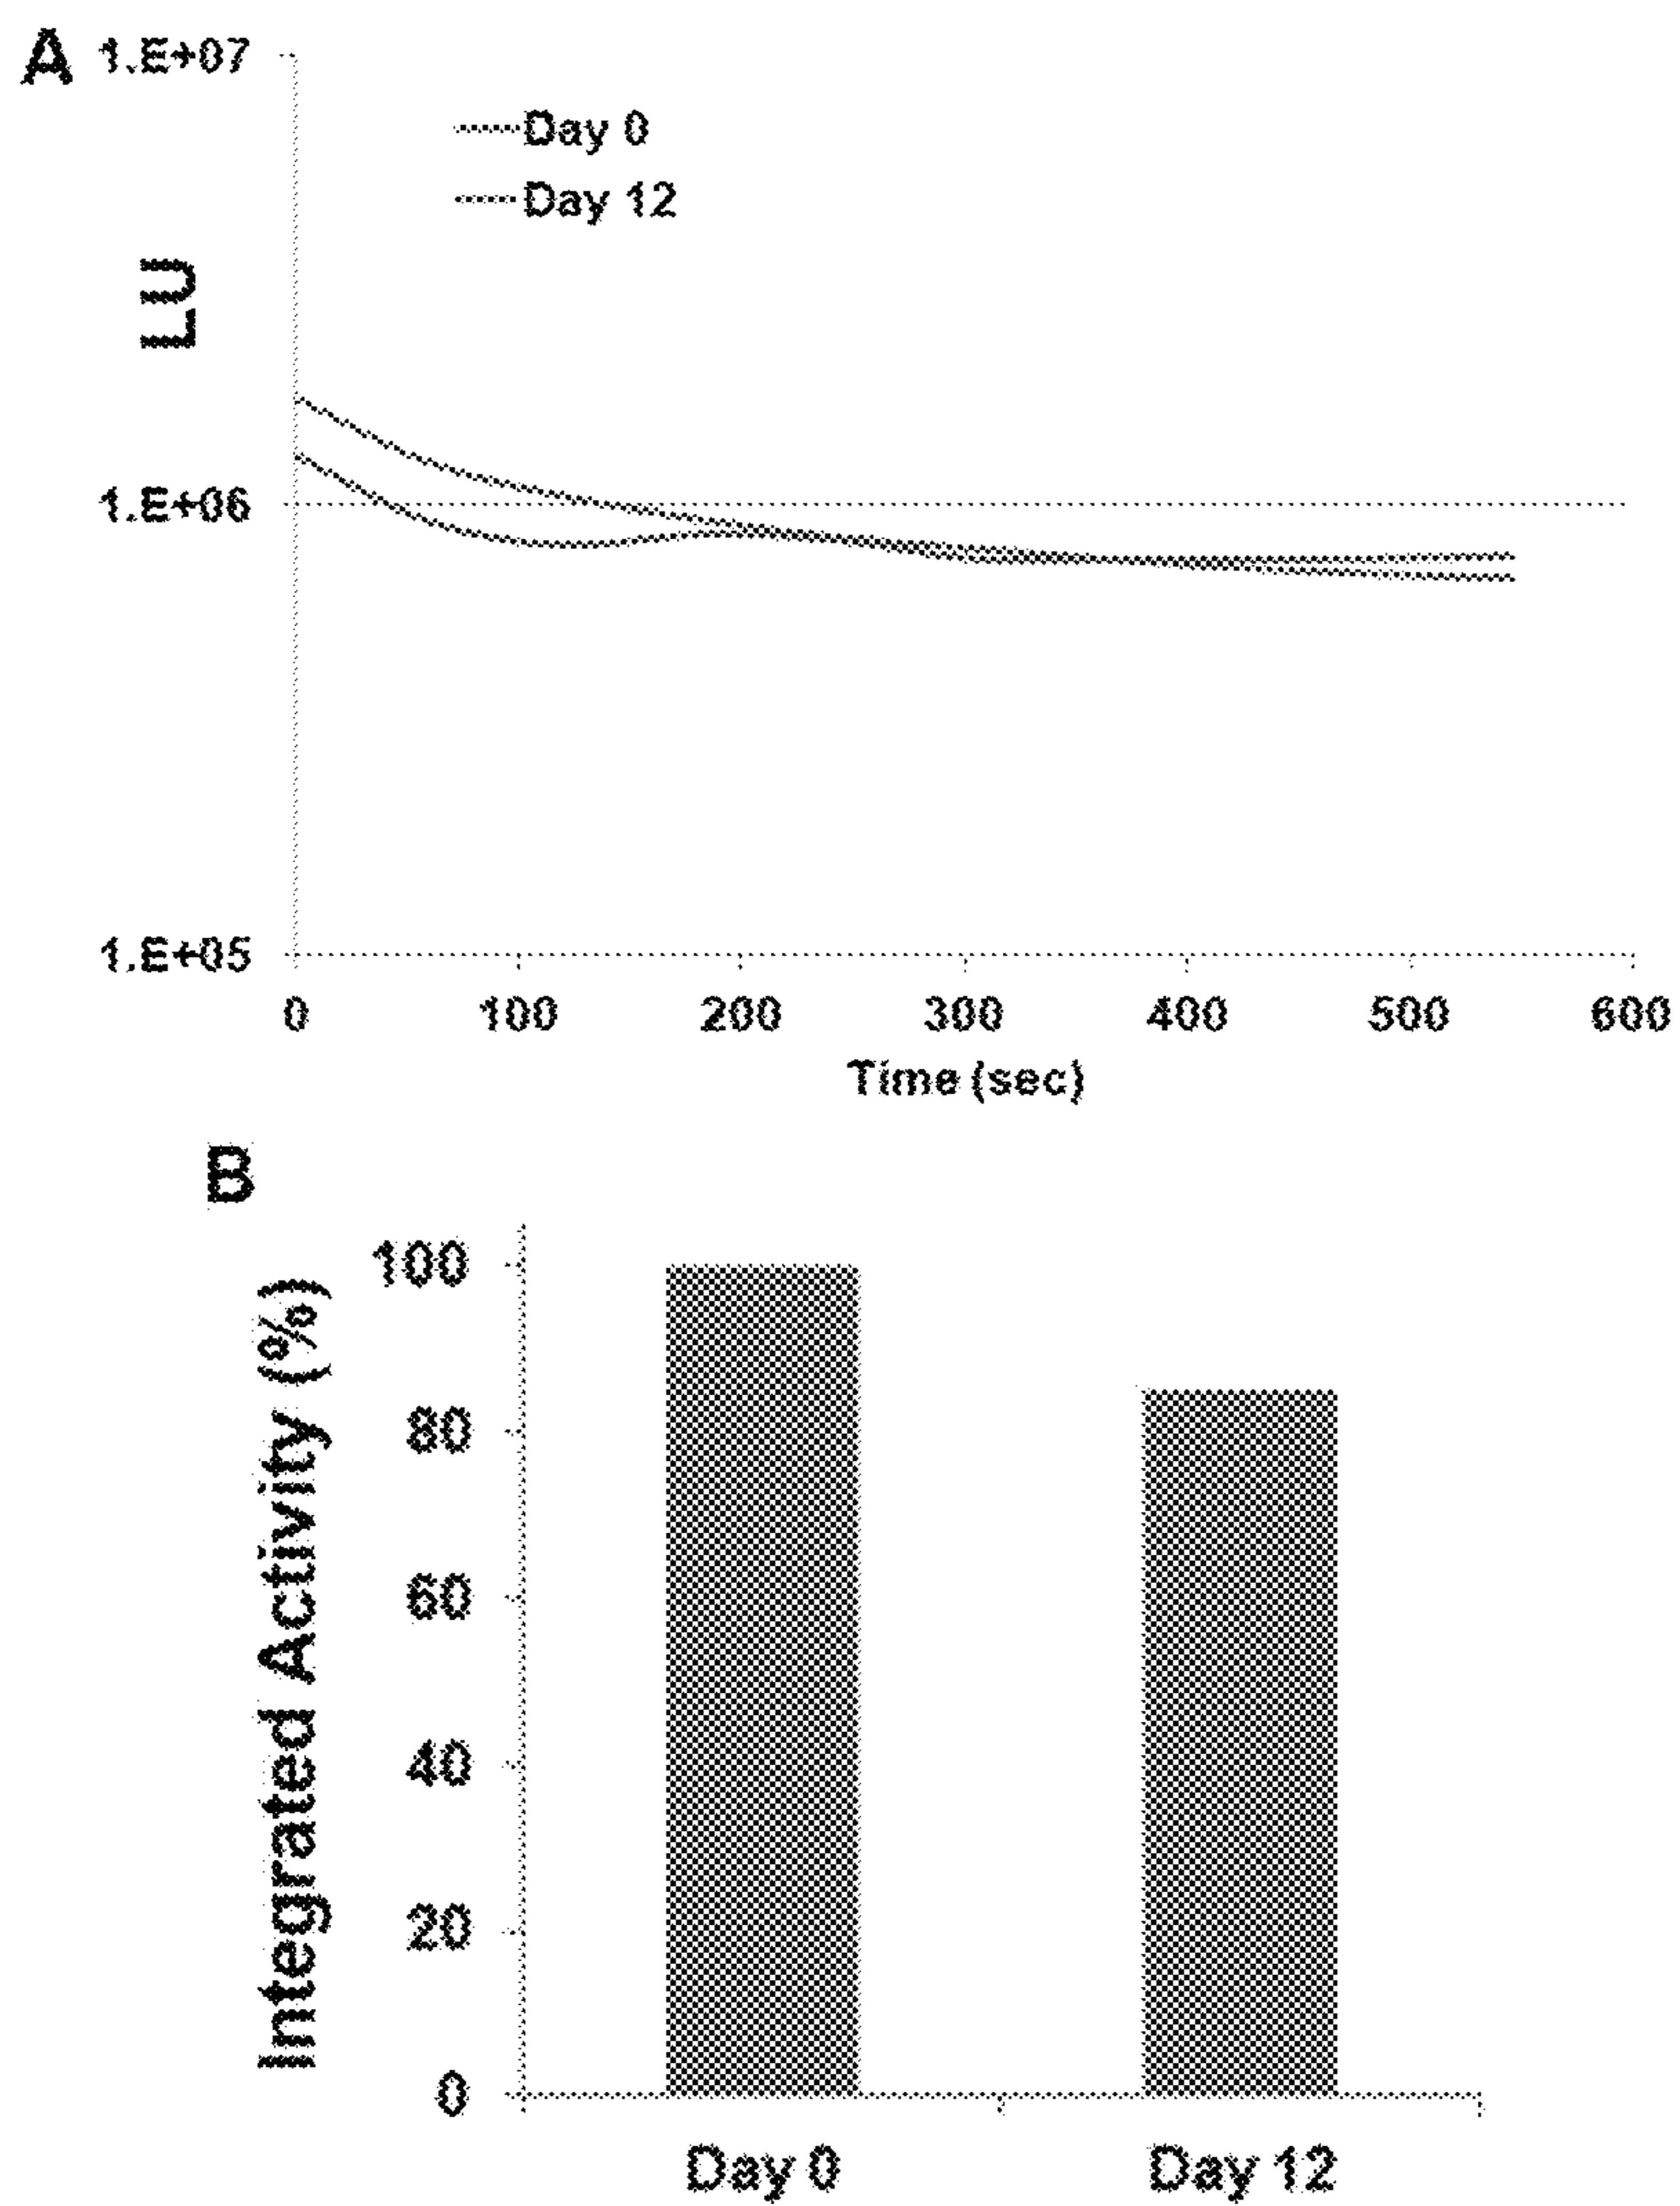 A
1.E+07
Day 0
Day 12
LU
1.E+06
1.E+05
0 100 200 300 400 500 600
Time (sec)
B
Integrated Activity (%)
100
80
60
40
20
0
Day 0 Day 12